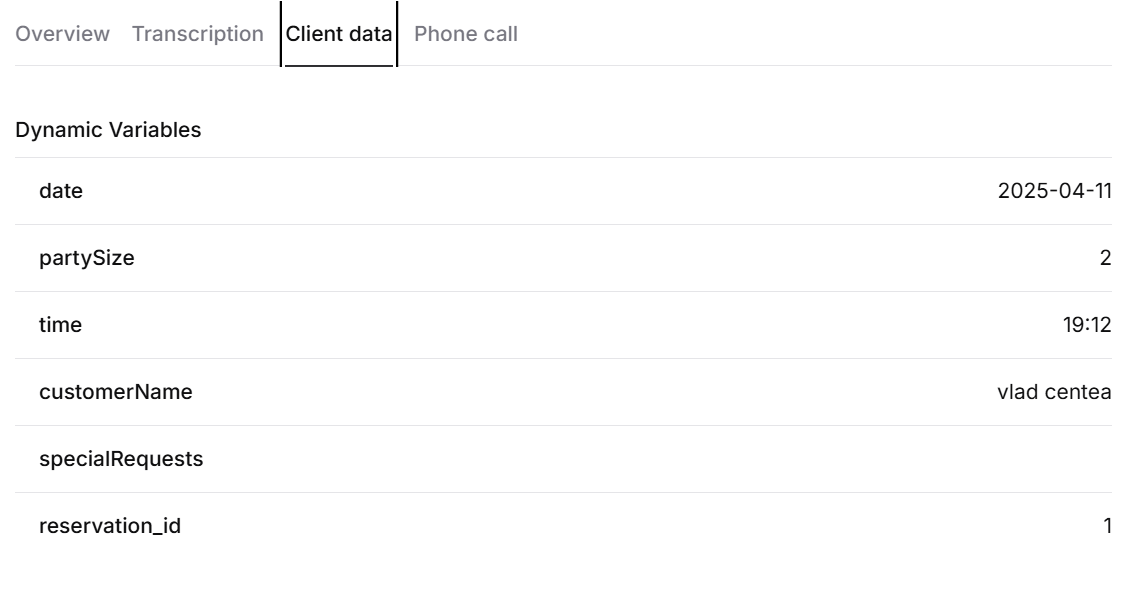 Overview Transcription Client data Phone call
Dynamic Variables
date 2025-04-11
partySize 2
time 19:12
customerName vlad centea
specialRequests
reservation_id 1